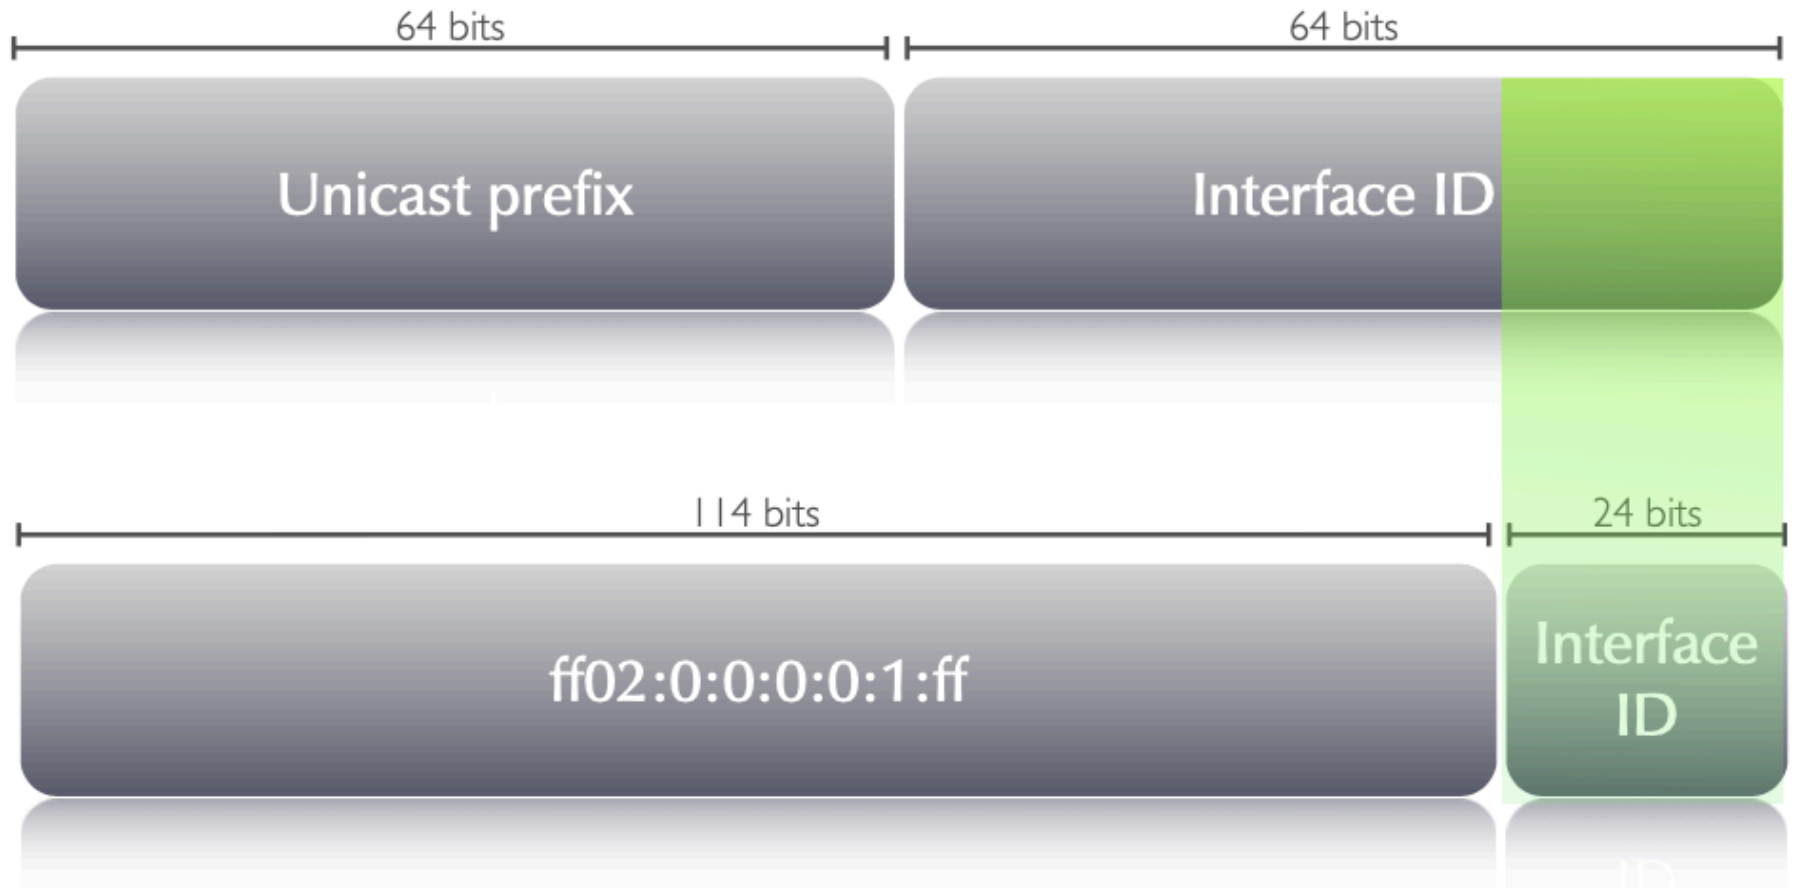 64 bits
64 bits
Unicast prefix
Interface ID
114 bits
24 bits
ff02:0:0:0:0:1:ff
Interface
ID